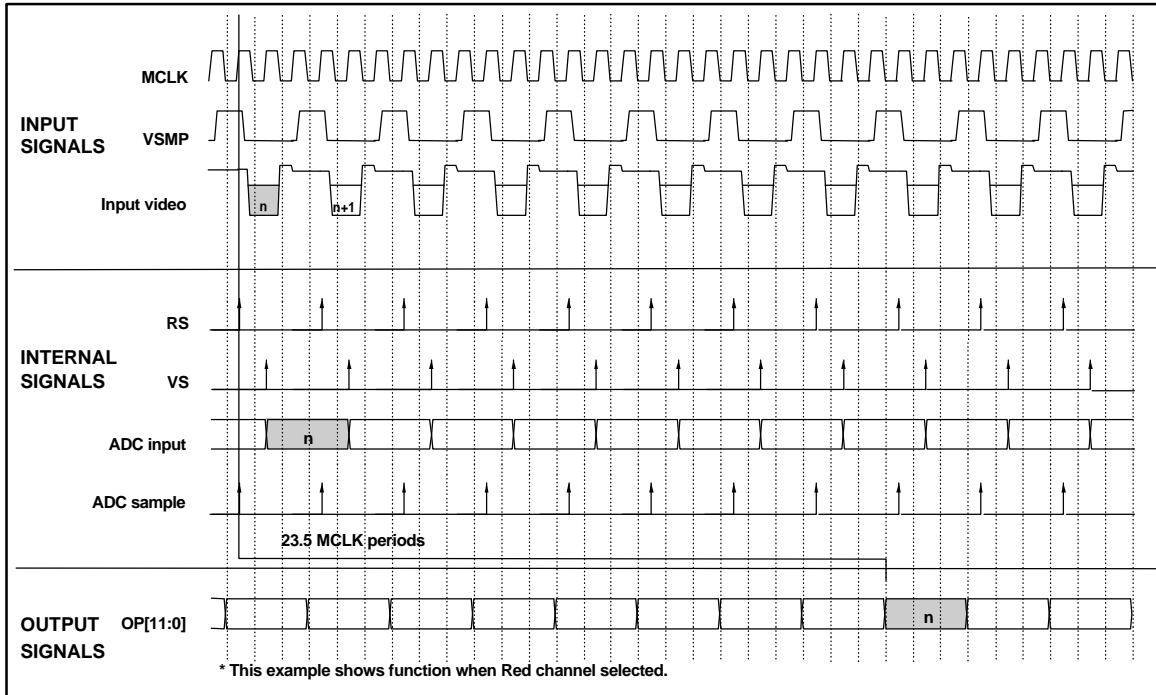 MCLK
INPUT
SIGNALS
VSMP
Input video
n
n+1
RS
INTERNAL
SIGNALS
VS
ADC input
n
ADC sample
23.5 MCLK periods
OUTPUT
SIGNALS
OP[11:0]
n
* This example shows function when Red channel selected.